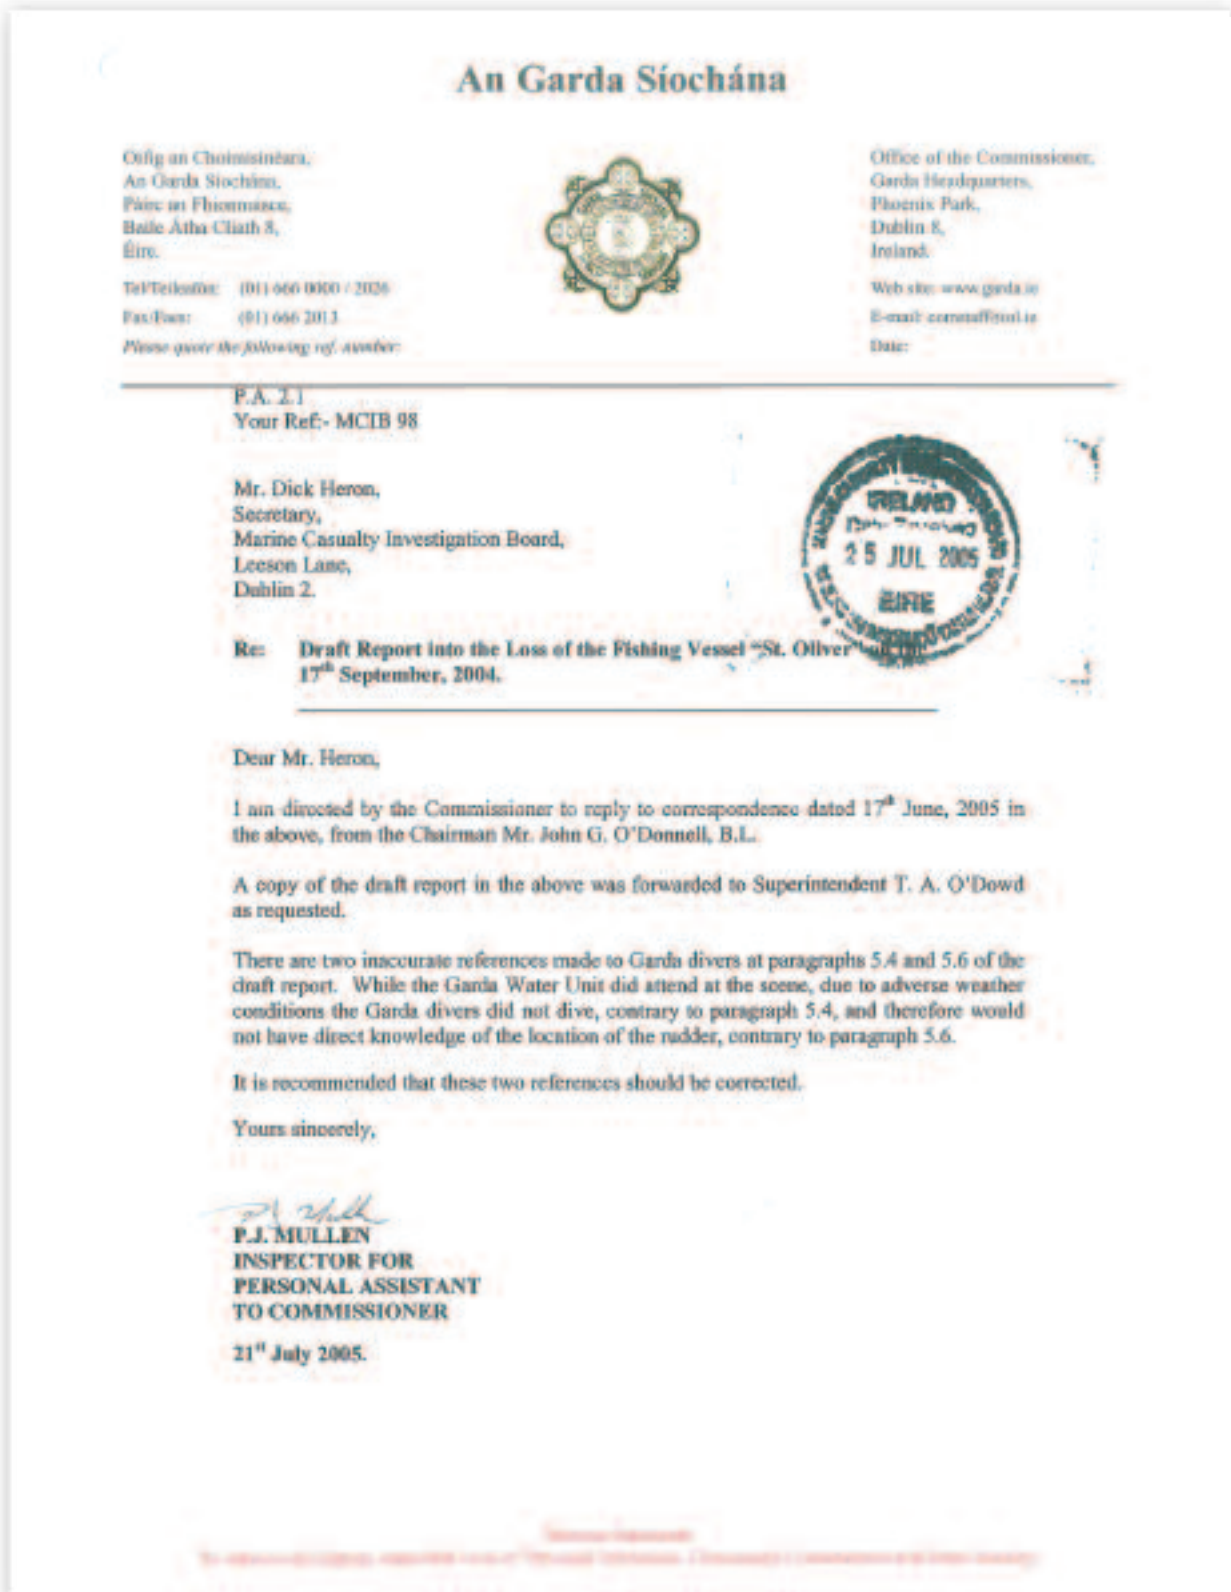 An Garda Síochána
Oifig an Choimisinéara,
An Garda Síochána,
Páirc an Fhionnuisce,
Baile Átha Cliath 8,
Éire.
Tel/Teileafón: (01) 666 0000 / 2026
Fax/Facs: (01) 666 2013
Please quote the following ref. number:
Office of the Commissioner,
Garda Headquarters,
Phoenix Park,
Dublin 8,
Ireland.
Web site: www.garda.ie
E-mail:
Date:
P.A. 2.1
Your Ref:- MCIB 98
Mr. Dick Heron,
Secretary,
Marine Casualty Investigation Board,
Leeson Lane,
Dublin 2.
IRELAND
Date Received
25 JUL 2005
ÉIRE
Re: Draft Report into the Loss of the Fishing Vessel “St. Oliver”
17th September, 2004.
Dear Mr. Heron,
I am directed by the Commissioner to reply to correspondence dated 17th June, 2005 in
the above, from the Chairman Mr. John G. O’Donnell, B.L.
A copy of the draft report in the above was forwarded to Superintendent T. A. O’Dowd
as requested.
There are two inaccurate references made to Garda divers at paragraphs 5.4 and 5.6 of the
draft report. While the Garda Water Unit did attend at the scene, due to adverse weather
conditions the Garda divers did not dive, contrary to paragraph 5.4, and therefore would
not have direct knowledge of the location of the rudder, contrary to paragraph 5.6.
It is recommended that these two references should be corrected.
Yours sincerely,
P.J. MULLEN
INSPECTOR FOR
PERSONAL ASSISTANT
TO COMMISSIONER
21st July 2005.